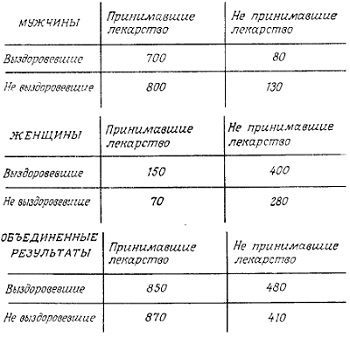 МУЖЧИНЫ Принимавшие лекарство Не принимавшие лекарство
Выздоровевшие 700 80
Не выздоровевшие 800 130
ЖЕНЩИНЫ Принимавшие лекарство Не принимавшие лекарство
Выздоровевшие 150 400
Не выздоровевшие 70 280
ОБЪЕДИНЕННЫЕ РЕЗУЛЬТАТЫ Принимавшие лекарство Не принимавшие лекарство
Выздоровевшие 850 480
Не выздоровевшие 870 410